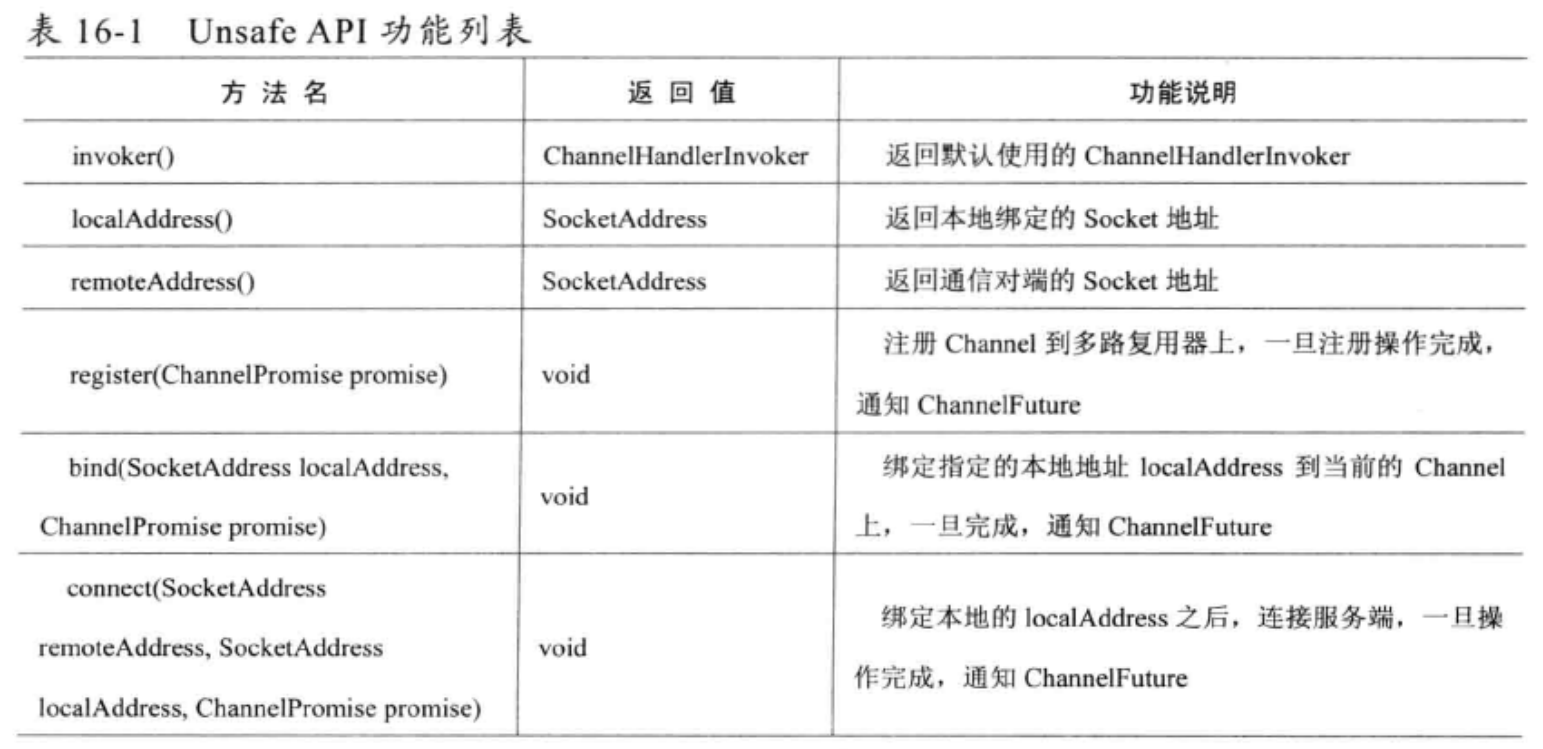 表 16-1 Unsafe API 功能列表
方 法 名 返 回 值 功能说明
invoker() ChannelHandlerInvoker 返回默认使用的 ChannelHandlerInvoker
localAddress() SocketAddress 返回本地绑定的 Socket 地址
remoteAddress() SocketAddress 返回通信对端的 Socket 地址
register(ChannelPromise promise) void 注册 Channel 到多路复用器上，一旦注册操作完成，
通知 ChannelFuture
bind(SocketAddress localAddress,
ChannelPromise promise)
void
绑定指定的本地地址 localAddress 到当前的 Channel
上，一旦完成，通知 ChannelFuture
connect(SocketAddress
remoteAddress, SocketAddress
localAddress, ChannelPromise promise)
void
绑定本地的 localAddress 之后，连接服务端，一旦操
作完成，通知 ChannelFuture